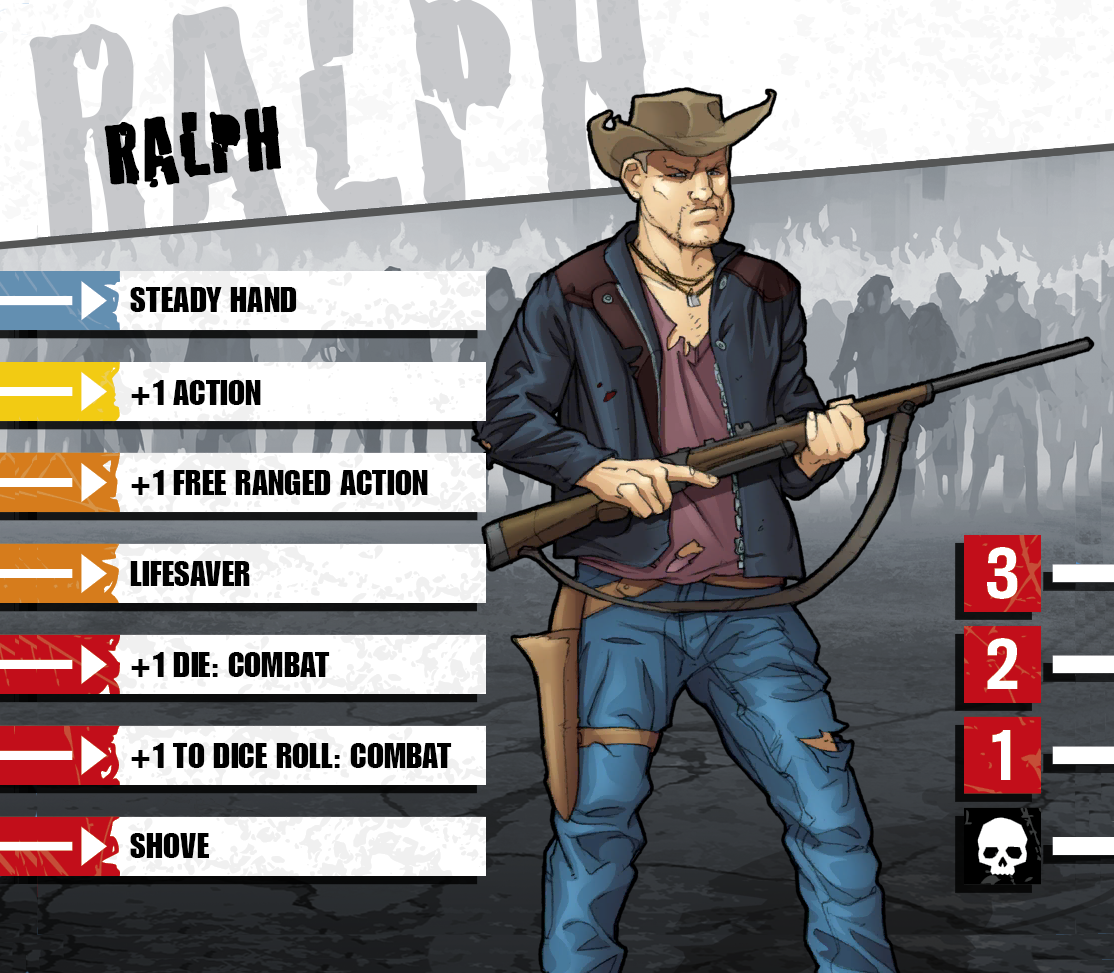 RALPH
RALPH
STEADY HAND
+1 ACTION
+1 FREE RANGED ACTION
LIFESAVER
+1 DIE: COMBAT
+1 TO DICE ROLL: COMBAT
SHOVE
3
2
1